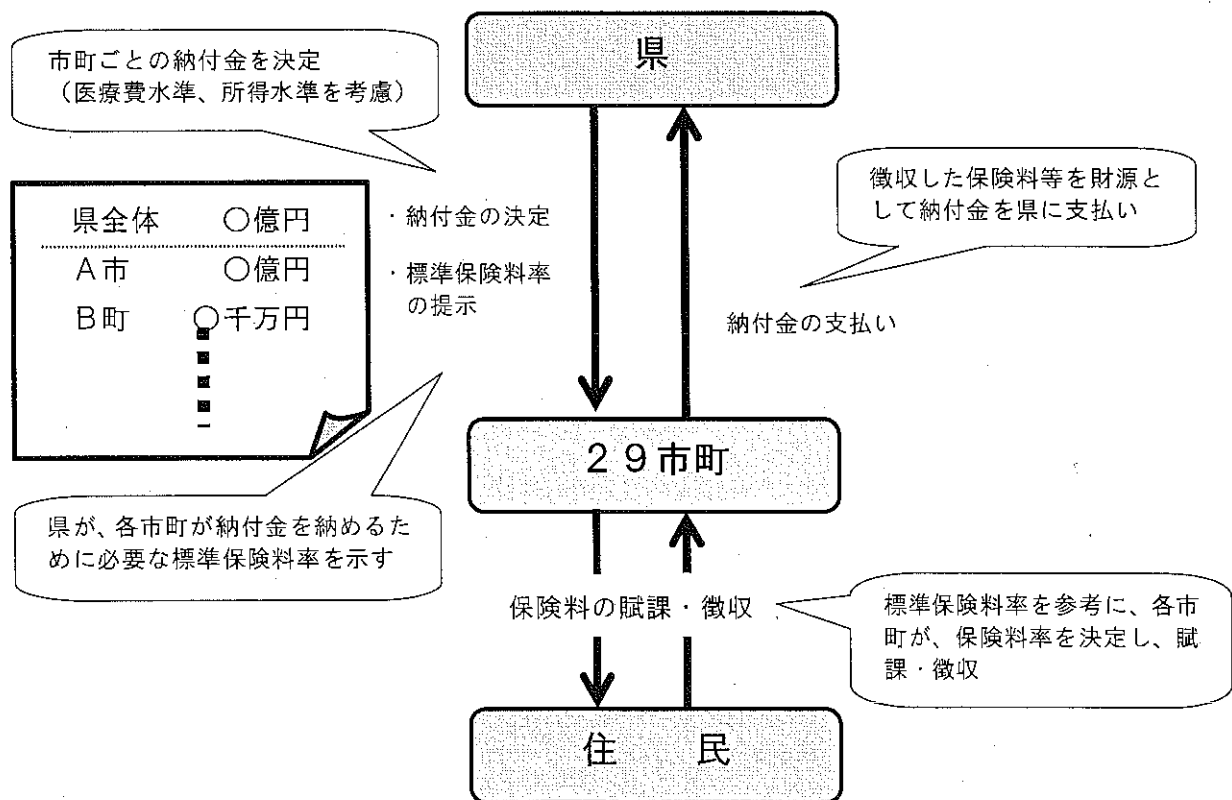 県
市町ごとの納付金を決定
（医療費水準、所得水準を考慮）
県全体 ○億円
A市 ○億円
B町 ○千万円
・納付金の決定
・標準保険料率
の提示
徴収した保険料等を財源と
して納付金を県に支払い
納付金の支払い
２９市町
県が、各市町が納付金を納めるた
めに必要な標準保険料率を示す
保険料の賦課・徴収
標準保険料率を参考に、各市
町が、保険料率を決定し、賦
課・徴収
住 民